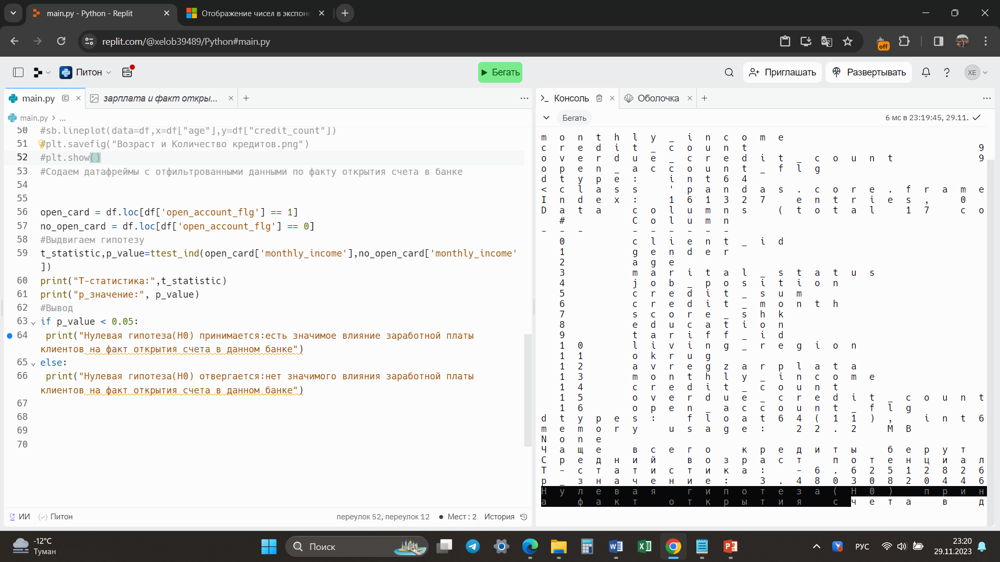 main.py - Python - Replit
Отображение чисел в экспоне
replit.com/@xelob39489/Python#main.py
off
Питон
Бегать
Приглашать
Развертывать
XE
main.py
зарплата и факт откры...
Консоль
Оболочка
main.py > ...
Бегать
6 мс в 23:19:45, 29.11.
50 #sb.lineplot(data=df,x=df["age"],y=df["credit_count"])
51 #plt.savefig("Возраст и Количество кредитов.png")
52 #plt.show()
53 #Содаем датафреймы с отфильтрованными данными по факту открытия счета в банке
54
55
56 open_card = df.loc[df['open_account_flg'] == 1]
57 no_open_card = df.loc[df['open_account_flg'] == 0]
58 #Выдвигаем гипотезу
59 t_statistic,p_value=ttest_ind(open_card['monthly_income'],no_open_card['monthly_income'
])
60 print("Т-статистика:",t_statistic)
61 print("p_значение:", p_value)
62 #Вывод
63 if p_value < 0.05:
64 print("Нулевая гипотеза(H0) принимается:есть значимое влияние заработной платы
клиентов на факт открытия счета в данном банке")
65 else:
66 print("Нулевая гипотеза(H0) отвергается:нет значимого влияния заработной платы
клиентов на факт открытия счета в данном банке")
67
68
69
70
ИИ
Питон
переулок 52, переулок 12
Мест : 2
История
m o n t h l y _ i n c o m e
c r e d i t _ c o u n t 9
o v e r d u e _ c r e d i t _ c o u n t 9
o p e n _ a c c o u n t _ f l g
d t y p e : i n t 6 4
< c l a s s ' p a n d a s . c o r e . f r a m e
I n d e x : 1 6 1 3 2 7 e n t r i e s , 0
D a t a c o l u m n s ( t o t a l 1 7 c o
# C o l u m n
- - - - - - - - -
0 c l i e n t _ i d
1 g e n d e r
2 a g e
3 m a r i t a l _ s t a t u s
4 j o b _ p o s i t i o n
5 c r e d i t _ s u m
6 c r e d i t _ m o n t h
7 s c o r e _ s h k
8 e d u c a t i o n
9 t a r i f f _ i d
1 0 l i v i n g _ r e g i o n
1 1 o k r u g
1 2 a v r e g z a r p l a t a
1 3 m o n t h l y _ i n c o m e
1 4 c r e d i t _ c o u n t
1 5 o v e r d u e _ c r e d i t _ c o u n t
1 6 o p e n _ a c c o u n t _ f l g
d t y p e s : f l o a t 6 4 ( 1 1 ) , i n t 6
m e m o r y u s a g e : 2 2 . 2 M B
N o n e
Ч а щ е в с е г о к р е д и т ы б е р у т
С р е д н и й в о з р а с т п о т е н ц и а л
Т - с т а т и с т и к а : - 6 . 6 2 5 1 2 8 2 6
p _ з н а ч е н и е : 3 . 4 8 0 3 0 8 2 0 4 4 6
Н у л е в а я г и п о т е з а ( H 0 ) п р и н
а ф а к т о т к р ы т и я с ч е т а в д
-12°C
Туман
Поиск
РУС
23:20
29.11.2023